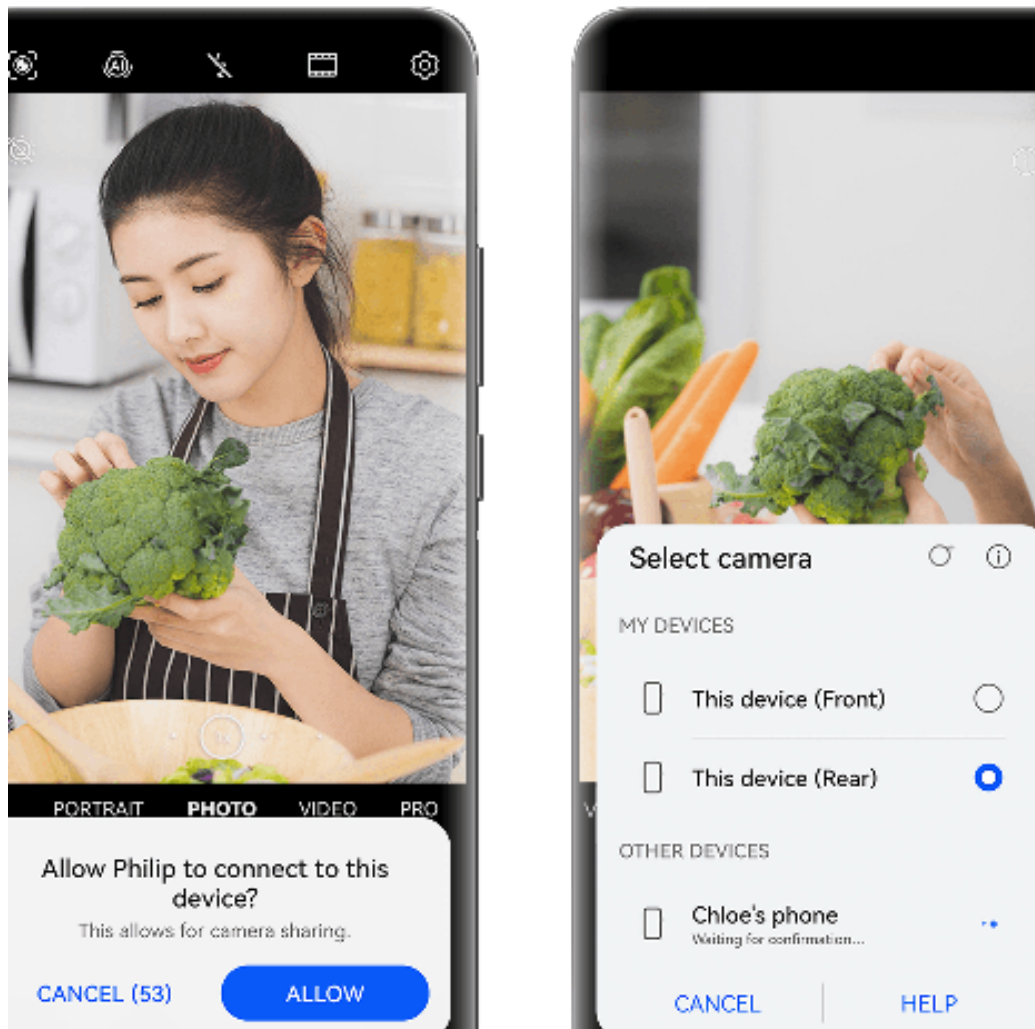 AI
1X
PORTRAIT PHOTO VIDEO PRO
Allow Philip to connect to this
device?
This allows for camera sharing.
CANCEL (53) ALLOW
Select camera
MY DEVICES
This device (Front)
This device (Rear)
OTHER DEVICES
Chloe's phone
Waiting for confirmation...
CANCEL HELP